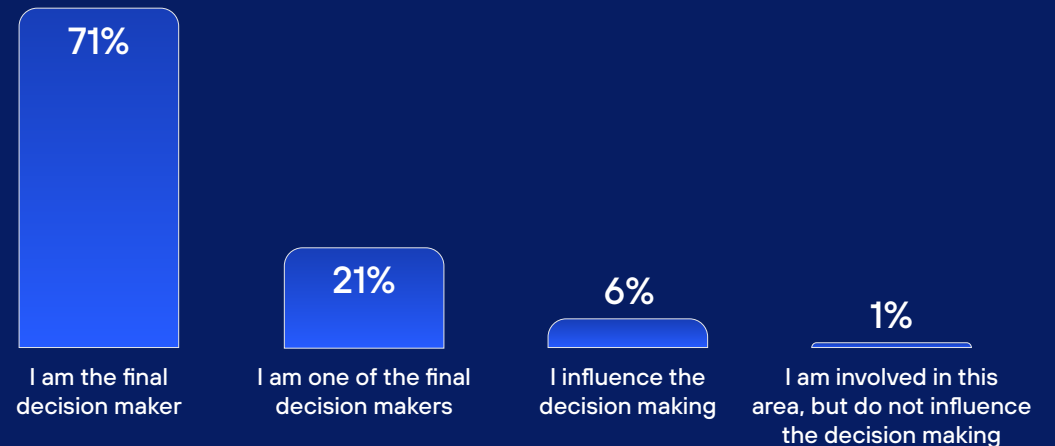 71%
21%
6%
1%
I am the final
decision maker
I am one of the final
decision makers
I influence the
decision making
I am involved in this
area, but do not influence
the decision making